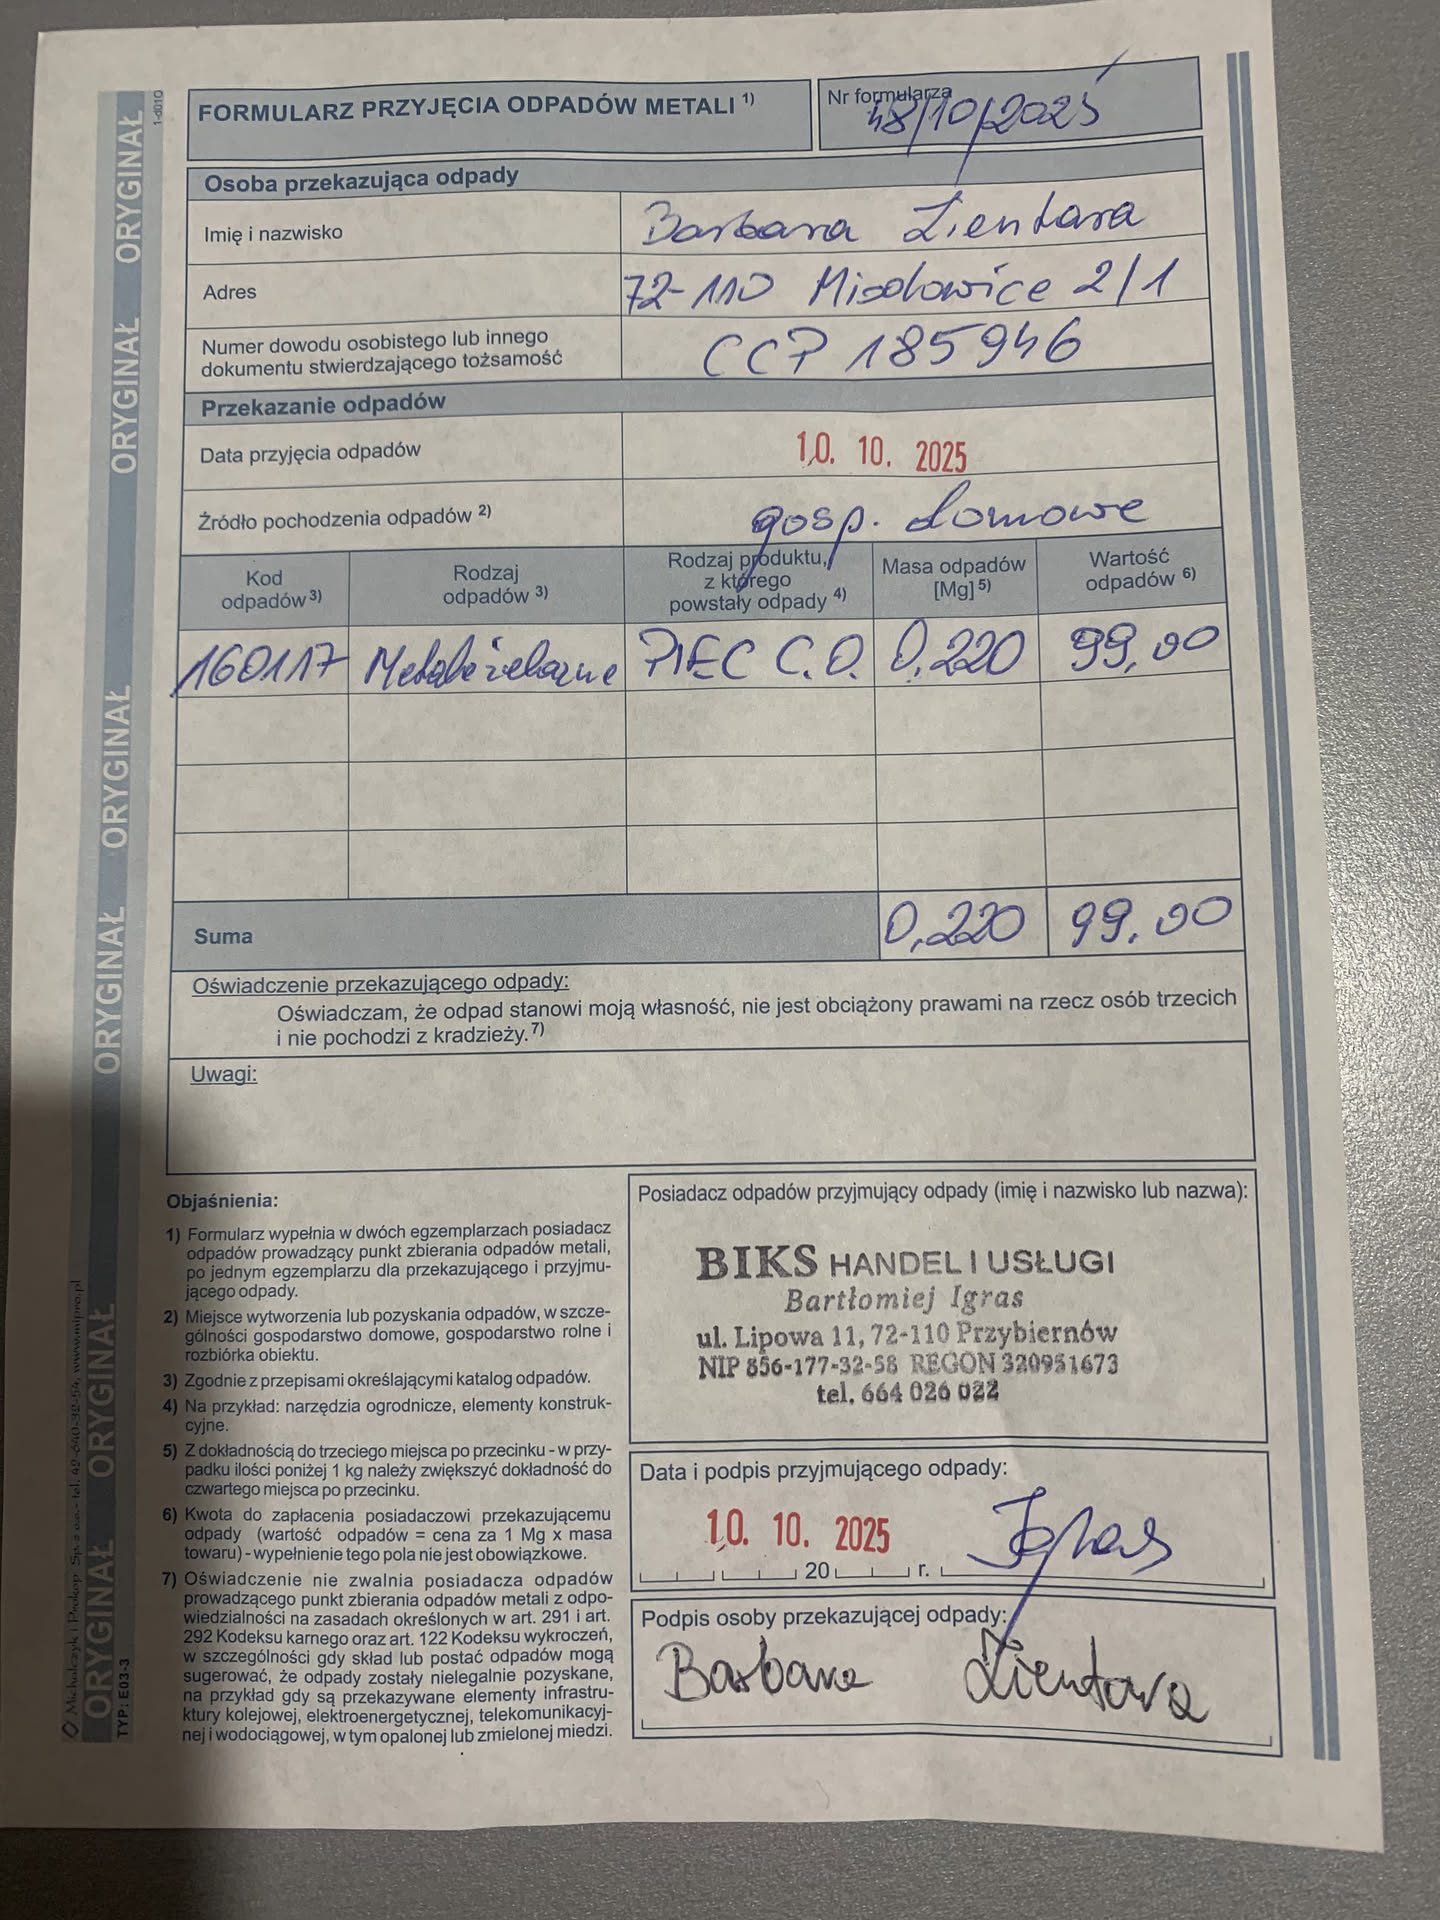 FORMULARZ PRZYJĘCIA ODPADÓW METALI 1)
Nr formularza
48/10/2025
Osoba przekazująca odpady
Imię i nazwisko
Barbara Zientara
Adres
72-110 Miodowice 2/1
Numer dowodu osobistego lub innego
dokumentu stwierdzającego tożsamość
CCP 185946
Przekazanie odpadów
Data przyjęcia odpadów
10. 10. 2025
Źródło pochodzenia odpadów 2)
gosp. domowe
Kod
odpadów 3)
Rodzaj
odpadów 3)
Rodzaj produktu,
z którego
powstały odpady 4)
Masa odpadów
[Mg] 5)
Wartość
odpadów 6)
160117 Metale żelazne PIEC C.O. 0,220 99,00
Suma 0,220 99,00
Oświadczenie przekazującego odpady:
Oświadczam, że odpad stanowi moją własność, nie jest obciążony prawami na rzecz osób trzecich
i nie pochodzi z kradzieży. 7)
Uwagi:
Objaśnienia:
1) Formularz wypełnia w dwóch egzemplarzach posiadacz
odpadów prowadzący punkt zbierania odpadów metali,
po jednym egzemplarzu dla przekazującego i przyjmu-
jącego odpady.
2) Miejsce wytworzenia lub pozyskania odpadów, w szcze-
gólności gospodarstwo domowe, gospodarstwo rolne i
rozbiórka obiektu.
3) Zgodnie z przepisami określającymi katalog odpadów.
4) Na przykład: narzędzia ogrodnicze, elementy konstruk-
cyjne.
5) Z dokładnością do trzeciego miejsca po przecinku - w przy-
padku ilości poniżej 1 kg należy zwiększyć dokładność do
czwartego miejsca po przecinku.
6) Kwota do zapłacenia posiadaczowi przekazującemu
odpady (wartość odpadów = cena za 1 Mg x masa
towaru) - wypełnienie tego pola nie jest obowiązkowe.
7) Oświadczenie nie zwalnia posiadacza odpadów
prowadzącego punkt zbierania odpadów metali z odpo-
wiedzialności na zasadach określonych w art. 291 i art.
292 Kodeksu karnego oraz art. 122 Kodeksu wykroczeń,
w szczególności gdy skład lub postać odpadów mogą
sugerować, że odpady zostały nielegalnie pozyskane,
na przykład gdy są przekazywane elementy infrastru-
ktury kolejowej, elektroenergetycznej, telekomunikacyj-
nej i wodociągowej, w tym opalonej lub zmielonej miedzi.
Posiadacz odpadów przyjmujący odpady (imię i nazwisko lub nazwa):
BIKS HANDEL I USŁUGI
Bartłomiej Igras
ul. Lipowa 11, 72-110 Przybiernów
NIP 856-177-32-58 REGON 320951673
tel. 664 026 022
Data i podpis przyjmującego odpady:
10. 10. 2025 Igras
20 r.
Podpis osoby przekazującej odpady:
Barbara Zientara
ORYGINAŁ ORYGINAŁ ORYGINAŁ ORYGINAŁ ORYGINAŁ ORYGINAŁ
TYP: E03-3
Michalczyk i Prokop Sp. z o.o. - tel. 42-640-32-54, www.mipro.pl